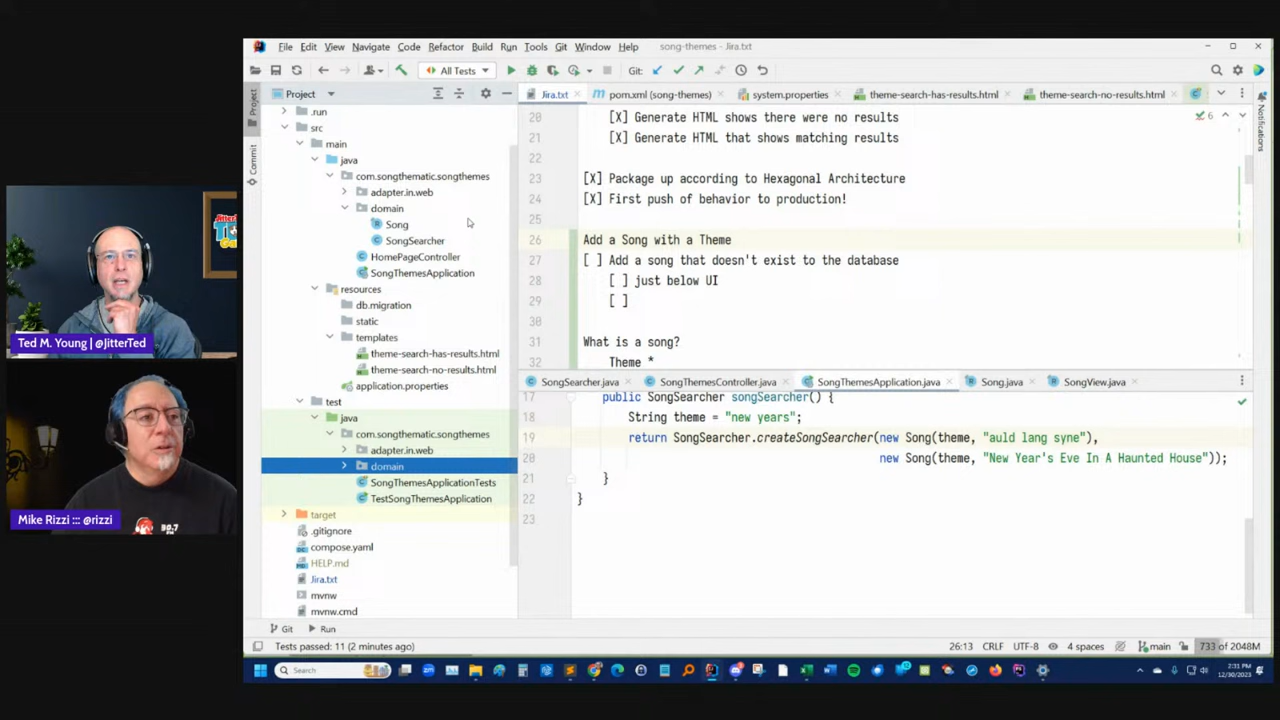 File Edit View Navigate Code Refactor Build Run Tools Git Window Help song-themes - Jira.txt
All Tests Git:
Project Jira.txt pom.xml (song-themes) system.properties theme-search-has-results.html theme-search-no-results.html
Project
Commit
Notifications
.run
src
main
java
com.songthematic.songthemes
adapter.in.web
domain
Song
SongSearcher
HomePageController
SongThemesApplication
resources
db.migration
static
templates
theme-search-has-results.html
theme-search-no-results.html
application.properties
test
java
com.songthematic.songthemes
adapter.in.web
domain
SongThemesApplicationTests
TestSongThemesApplication
target
.gitignore
compose.yaml
HELP.md
Jira.txt
mvnw
mvnw.cmd
6
20 [X] Generate HTML shows there were no results
21 [X] Generate HTML that shows matching results
22
23 [X] Package up according to Hexagonal Architecture
24 [X] First push of behavior to production!
25
26 Add a Song with a Theme
27 [ ] Add a song that doesn't exist to the database
28 [ ] just below UI
29 [ ]
30
31 What is a song?
32 Theme *
SongSearcher.java SongThemesController.java SongThemesApplication.java Song.java SongView.java
17 public SongSearcher songSearcher() {
18 String theme = "new years";
19 return SongSearcher.createSongSearcher(new Song(theme, "auld lang syne"),
20 new Song(theme, "New Year's Eve In A Haunted House"));
21 }
22 }
23
Git Run
Tests passed: 11 (2 minutes ago) 26:13 CRLF UTF-8 4 spaces main 733 of 2048M
Search 2:31 PM
12/30/2023
Ted M. Young | @JitterTed
Mike Rizzi ::: @rizzi